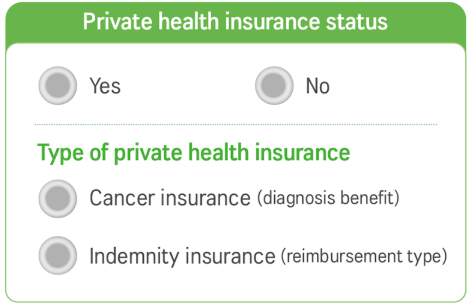 Private health insurance status
Yes No
Type of private health insurance
Cancer insurance (diagnosis benefit)
Indemnity insurance (reimbursement type)